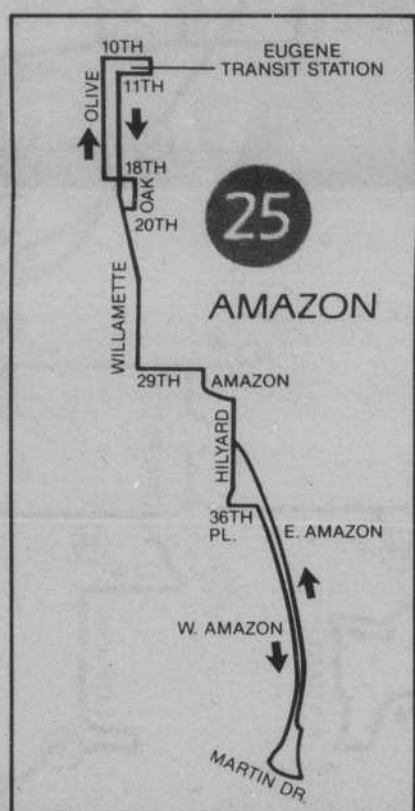 10TH
EUGENE
TRANSIT STATION
11TH
OLIVE
18TH
OAK
20TH
25
AMAZON
WILLAMETTE
29TH
AMAZON
HILYARD
36TH
PL.
E. AMAZON
W. AMAZON
MARTIN DR.